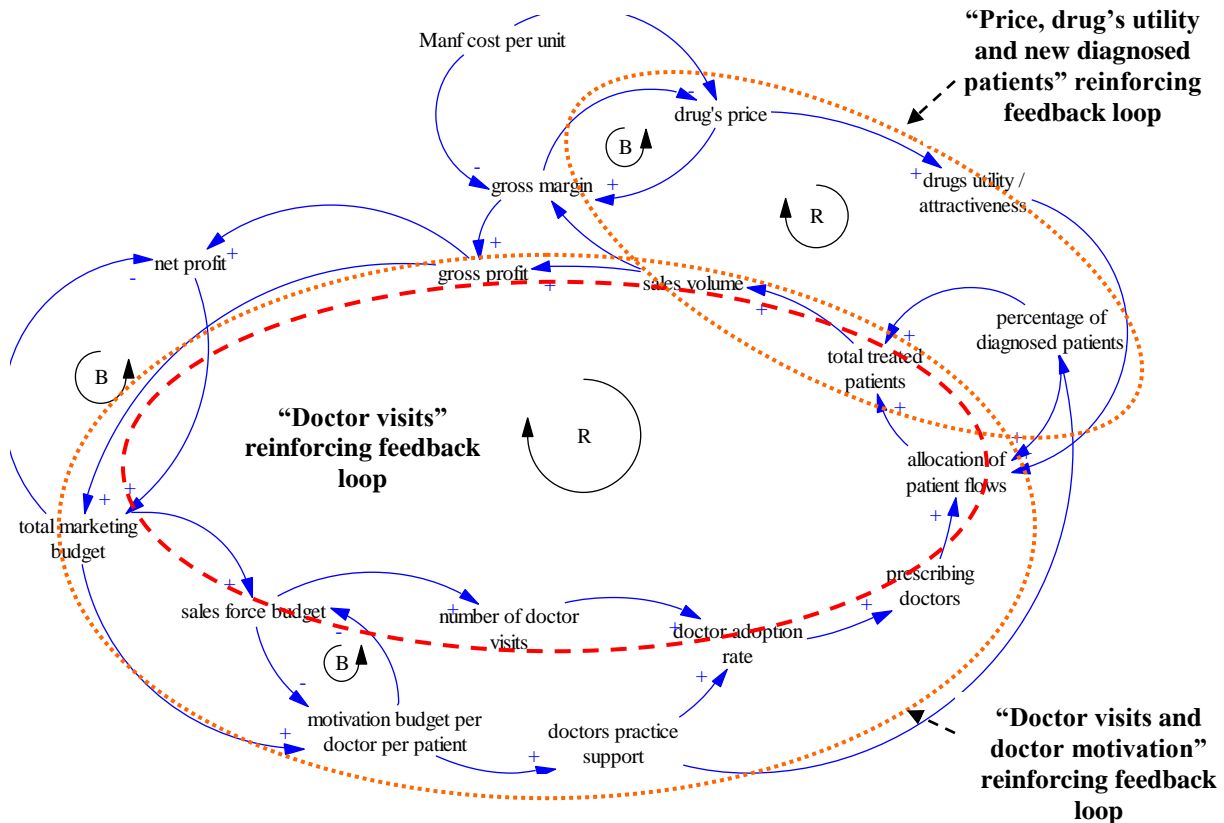 “Price, drug’s utility
and new diagnosed
patients” reinforcing
feedback loop
Manf cost per unit
-
drug's price
B
-
gross margin
+
+
drugs utility /
attractiveness
R
+
net profit
+
-
gross profit
+
sales volume
+
percentage of
diagnosed patients
+
total treated
patients
+
B
“Doctor visits”
reinforcing feedback
loop
R
+
+
allocation of
patient flows
+
+
+
total marketing
budget
prescribing
doctors
+
+
sales force budget
-
+
number of doctor
visits
+
doctor adoption
rate
B
-
+
motivation budget per
doctor per patient
+
+
doctors practice
support
“Doctor visits and
doctor motivation”
reinforcing feedback
loop